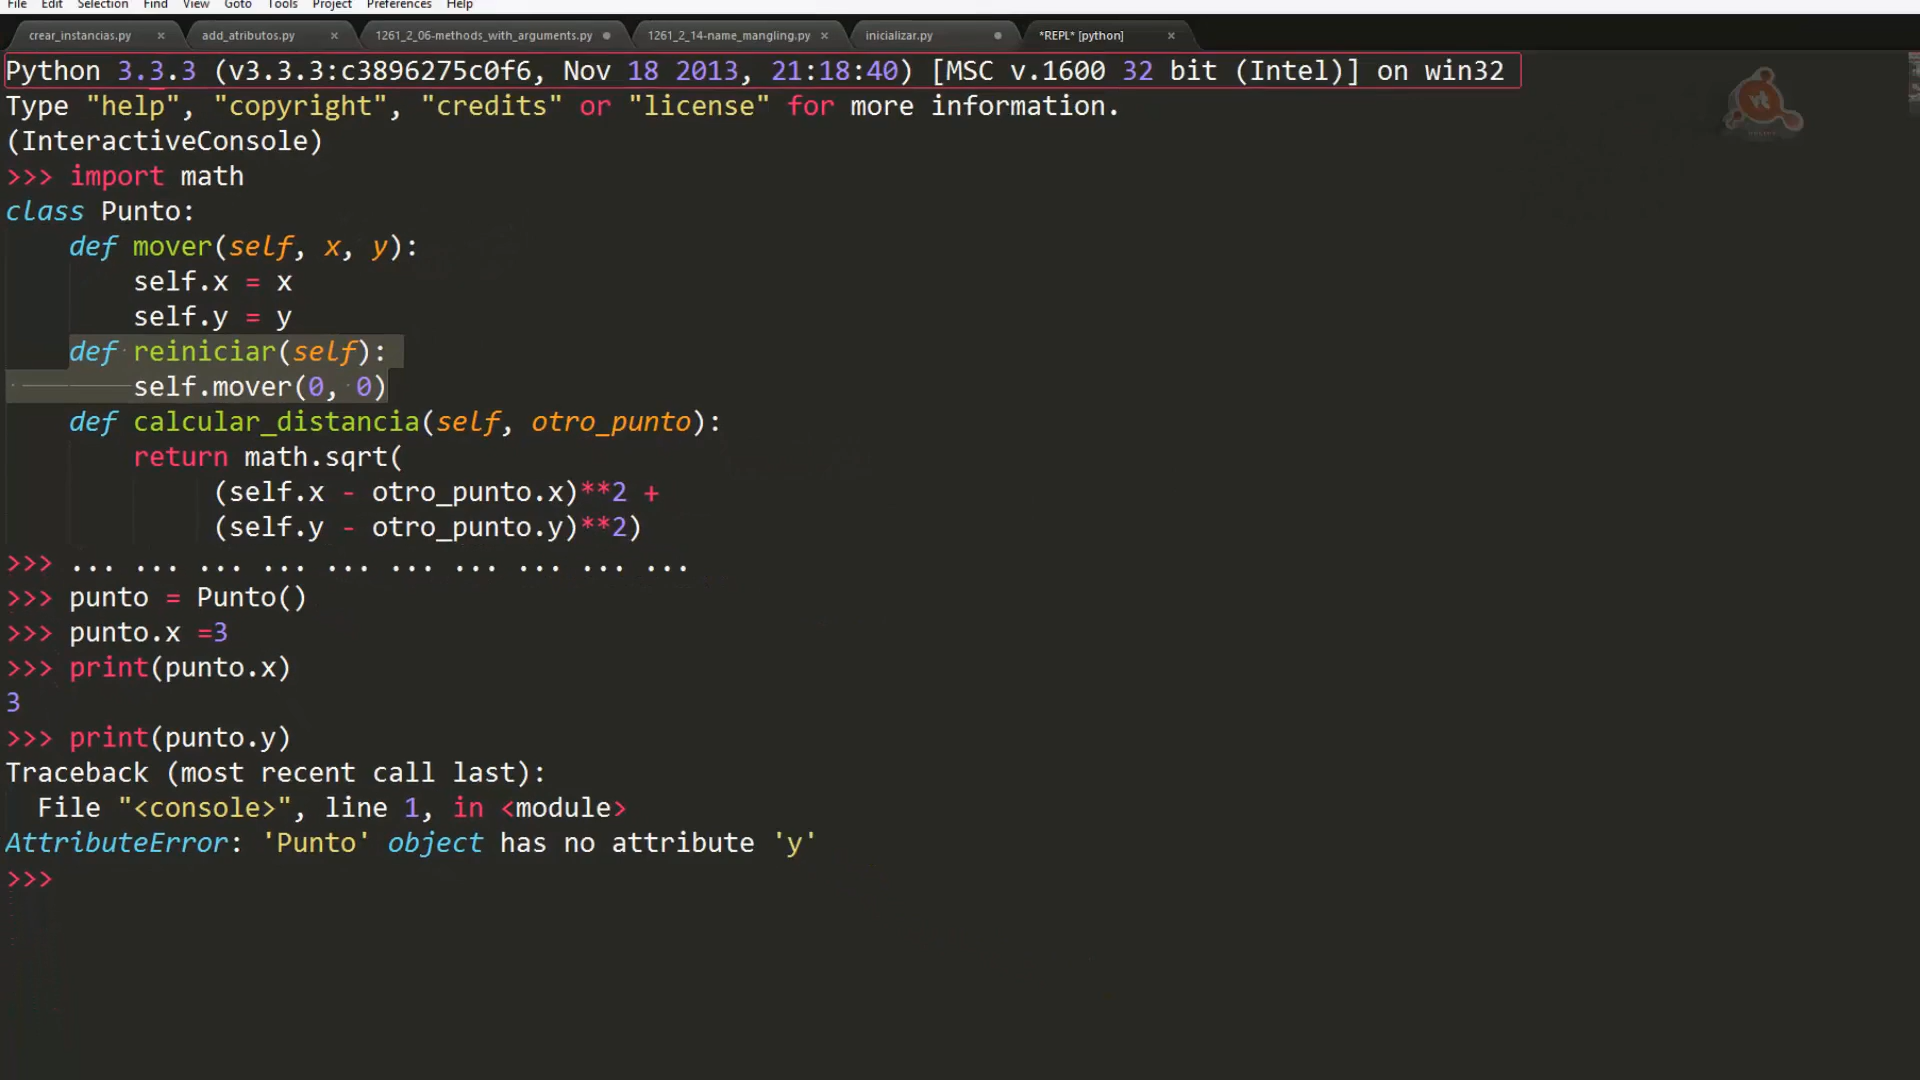 File Edit Selection Find View Goto Tools Project Preferences Help
crear_instancias.py × add_atributos.py × 1261_2_06-methods_with_arguments.py 1261_2_14-name_mangling.py × inicializar.py *REPL* [python] ×
Python 3.3.3 (v3.3.3:c3896275c0f6, Nov 18 2013, 21:18:40) [MSC v.1600 32 bit (Intel)] on win32
Type "help", "copyright", "credits" or "license" for more information.
(InteractiveConsole)
>>> import math
class Punto:
    def mover(self, x, y):
        self.x = x
        self.y = y
    def reiniciar(self):
        self.mover(0, 0)
    def calcular_distancia(self, otro_punto):
        return math.sqrt(
             (self.x - otro_punto.x)**2 +
             (self.y - otro_punto.y)**2)
>>> ... ... ... ... ... ... ... ... ... ...
>>> punto = Punto()
>>> punto.x =3
>>> print(punto.x)
3
>>> print(punto.y)
Traceback (most recent call last):
  File "<console>", line 1, in <module>
AttributeError: 'Punto' object has no attribute 'y'
>>>